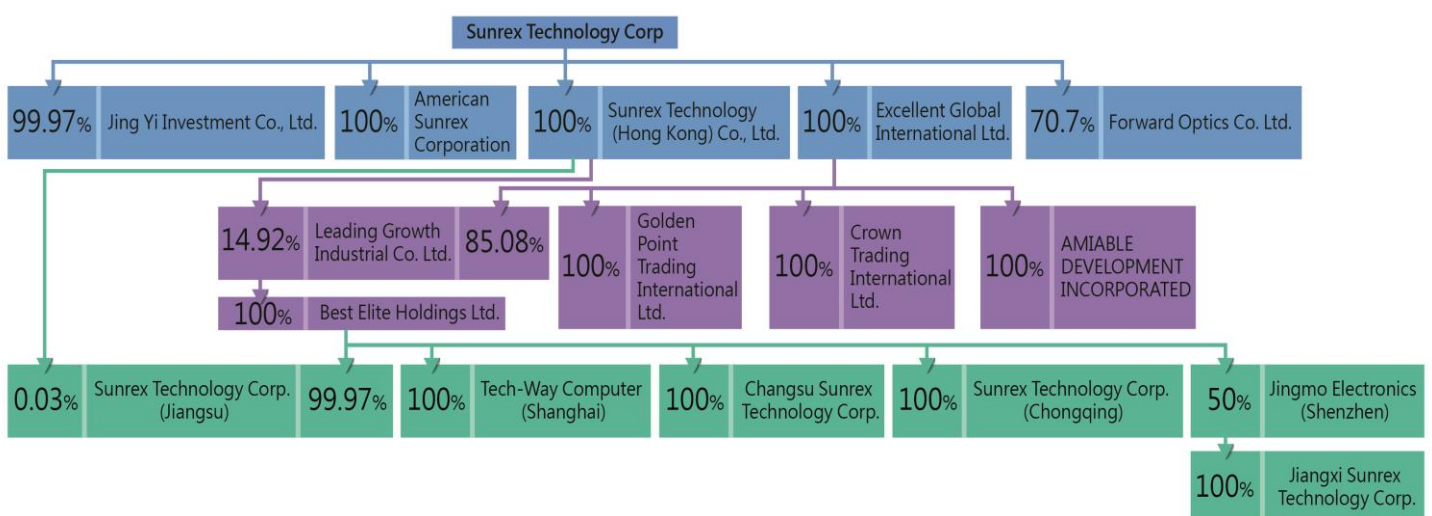 Sunrex Technology Corp
99.97%
Jing Yi Investment Co., Ltd.
100%
American
Sunrex
Corporation
100%
Sunrex Technology
(Hong Kong) Co., Ltd.
100%
Excellent Global
International Ltd.
70.7%
Forward Optics Co. Ltd.
14.92%
Leading Growth
Industrial Co. Ltd.
85.08%
100%
Golden
Point
Trading
International
Ltd.
100%
Crown
Trading
International
Ltd.
100%
AMIABLE
DEVELOPMENT
INCORPORATED
100%
Best Elite Holdings Ltd.
0.03%
Sunrex Technology Corp.
(Jiangsu)
99.97%
100%
Tech-Way Computer
(Shanghai)
100%
Changsu Sunrex
Technology Corp.
100%
Sunrex Technology Corp.
(Chongqing)
50%
Jingmo Electronics
(Shenzhen)
100%
Jiangxi Sunrex
Technology Corp.